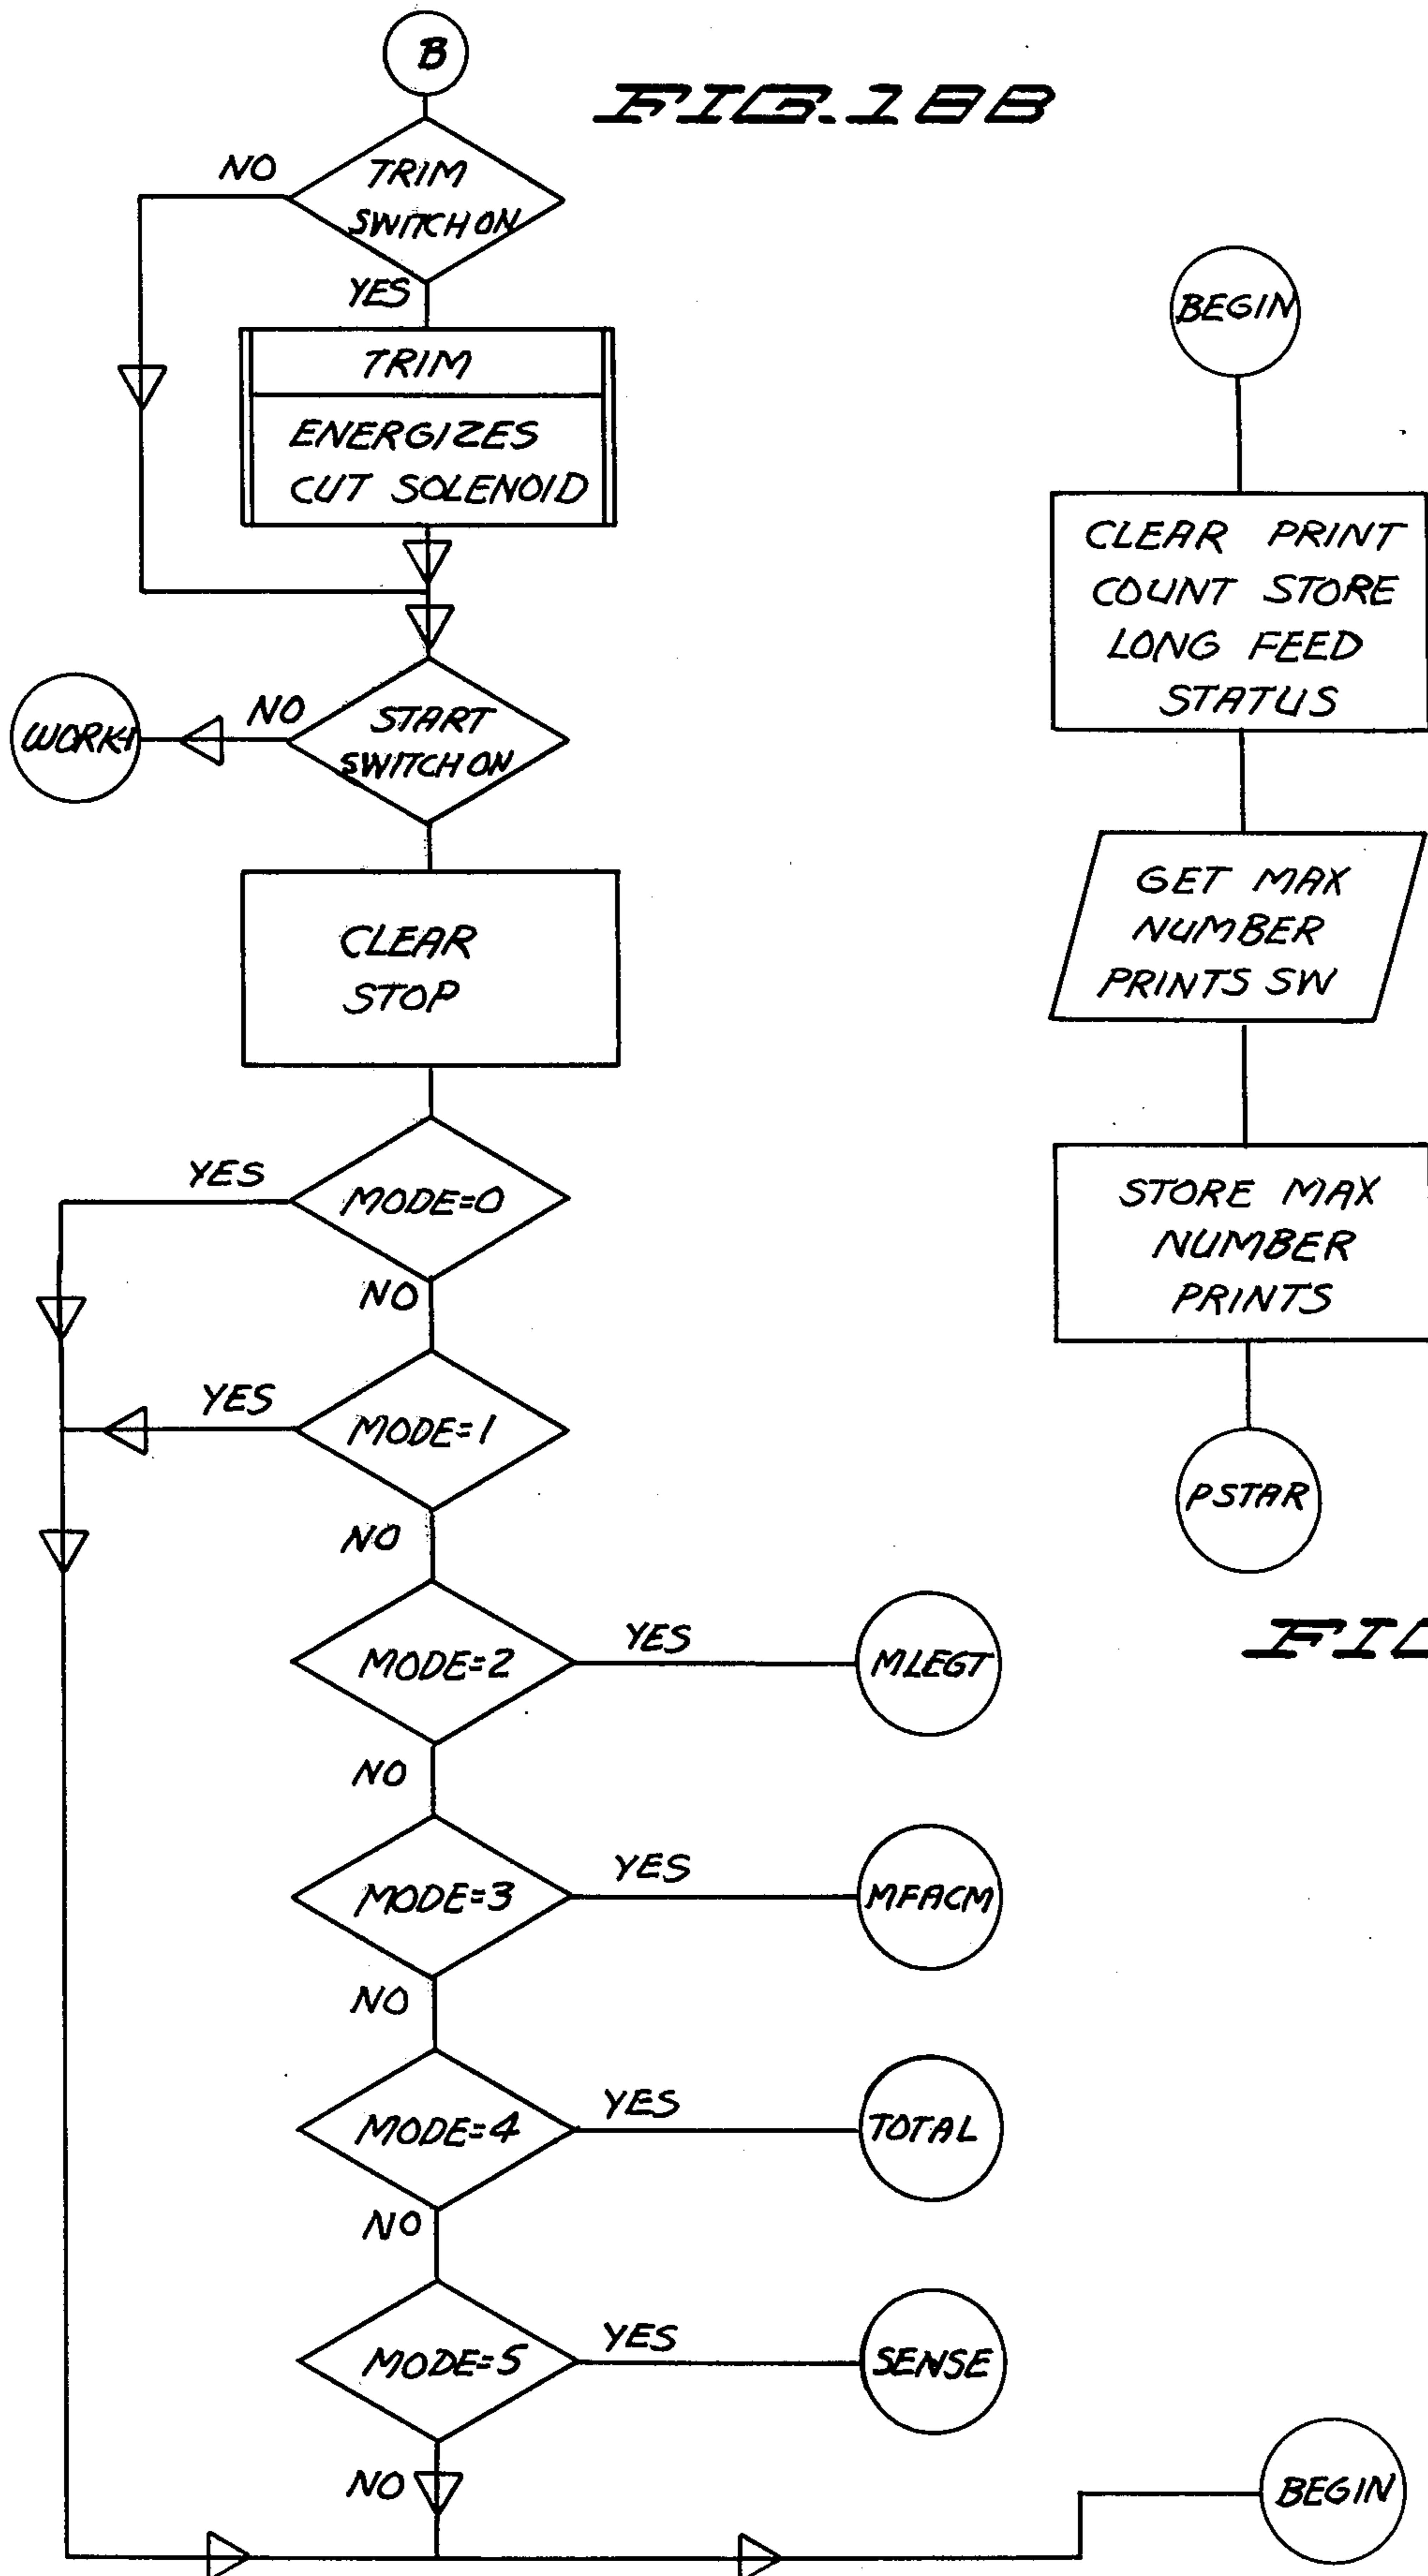 B
FIG. 18B
NO
TRIM
SWITCH ON
YES
TRIM
ENERGIZES
CUT SOLENOID
WORK1
NO
START
SWITCH ON
CLEAR
STOP
YES
MODE=0
NO
YES
MODE=1
NO
MODE=2
YES
MLEGT
NO
MODE=3
YES
MFACM
NO
MODE=4
YES
TOTAL
NO
MODE=5
YES
SENSE
NO
BEGIN
BEGIN
CLEAR PRINT
COUNT STORE
LONG FEED
STATUS
GET MAX
NUMBER
PRINTS SW
STORE MAX
NUMBER
PRINTS
PSTAR